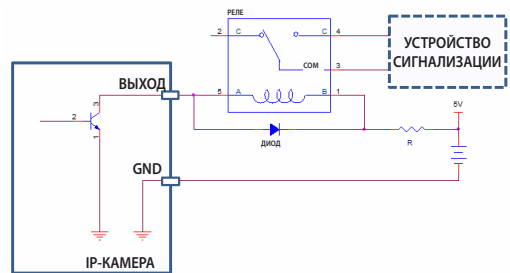 РЕЛЕ
2 C C 4
COM 3
5 A B 1
УСТРОЙСТВО
СИГНАЛИЗАЦИИ
ВЫХОД
3
2
1
ДИОД
R
5V
GND
IP-КАМЕРА